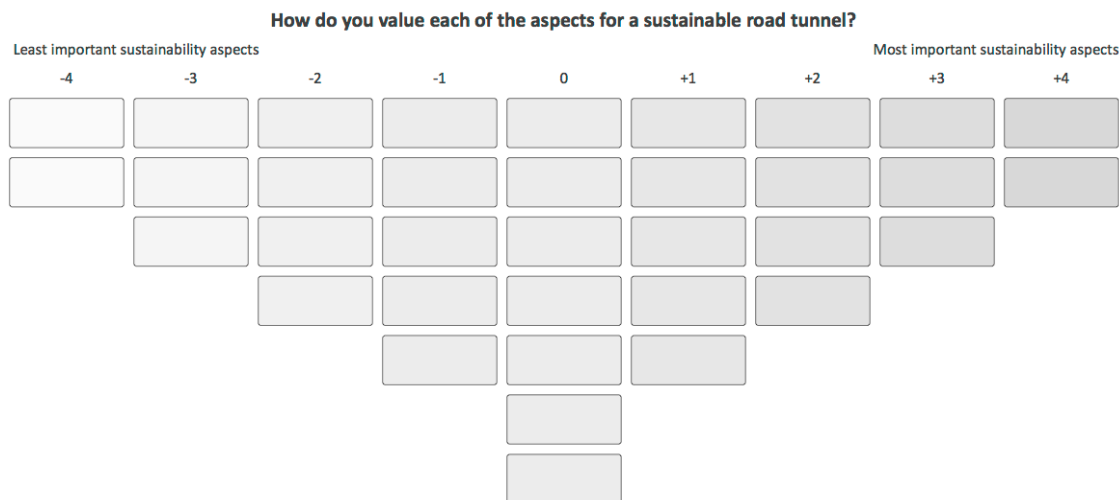 How do you value each of the aspects for a sustainable road tunnel?
Least important sustainability aspects Most important sustainability aspects
-4 -3 -2 -1 0 +1 +2 +3 +4